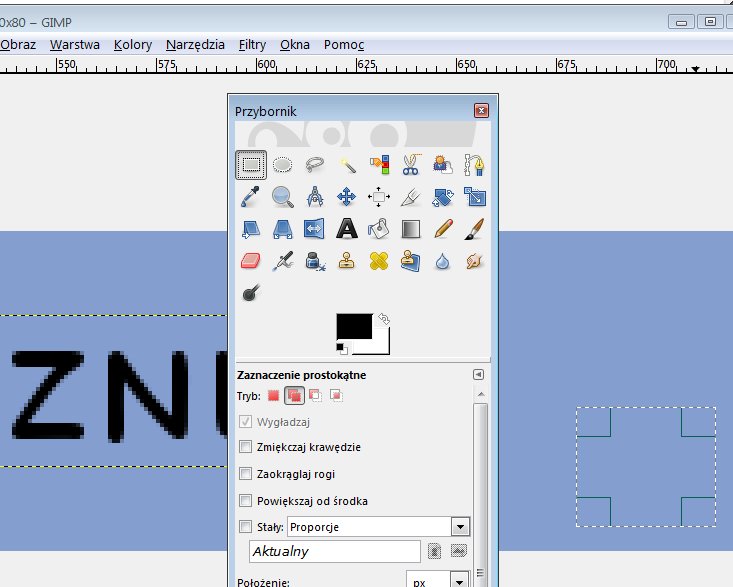 0x80 – GIMP
Obraz Warstwa Kolory Narzędzia Filtry Okna Pomoc
550 575 600 625 650 675 700
Przybornik
ZN
Zaznaczenie prostokątne
Tryb:
Wygładzaj
Zmiękczaj krawędzie
Zaokrąglaj rogi
Powiększaj od środka
Stały: Proporcje
Aktualny
Położenie: px